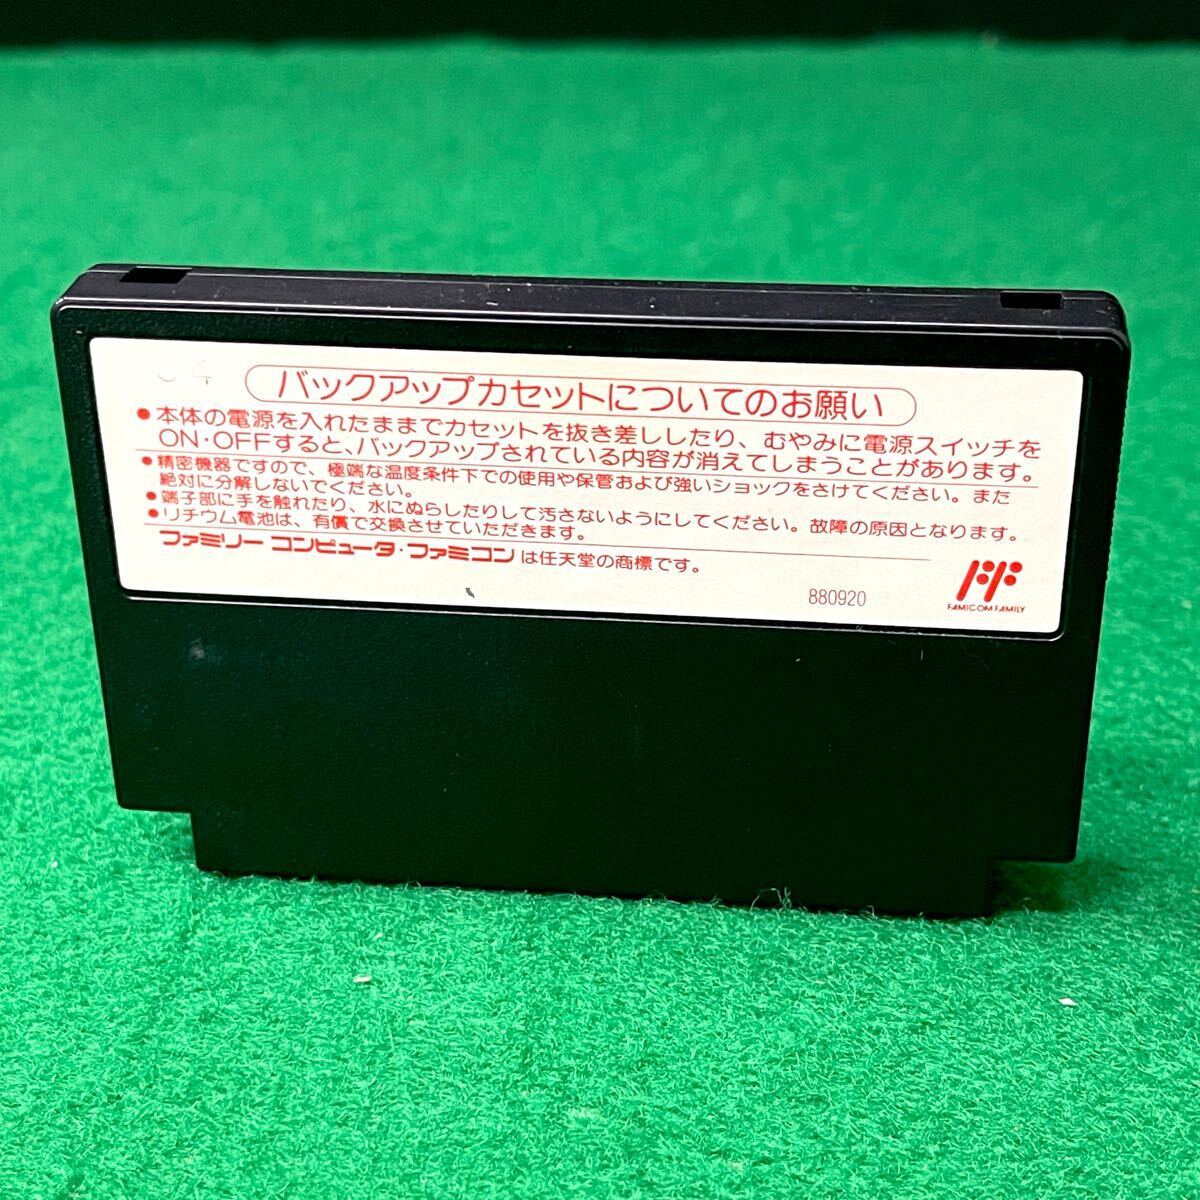 バックアップカセットについてのお願い
●本体の電源を入れたままでカセットを抜き差ししたり、むやみに電源スイッチを
ON・OFFすると、バックアップされている内容が消えてしまうことがあります。
●精密機器ですので、極端な温度条件下での使用や保管および強いショックをさけてください。また
絶対に分解しないでください。
●端子部に手を触れたり、水にぬらしたりして汚さないようにしてください。故障の原因となります。
●リチウム電池は、有償で交換させていただきます。
ファミリー コンピュータ・ファミコン は任天堂の商標です。
880920
FAMICOM FAMILY